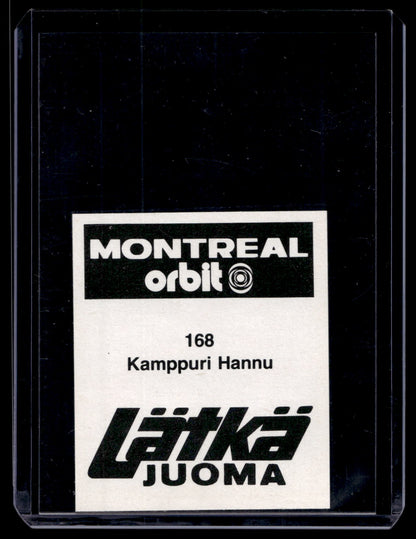 MONTREAL
orbit
168
Kamppuri Hannu
Lätkä
JUOMA